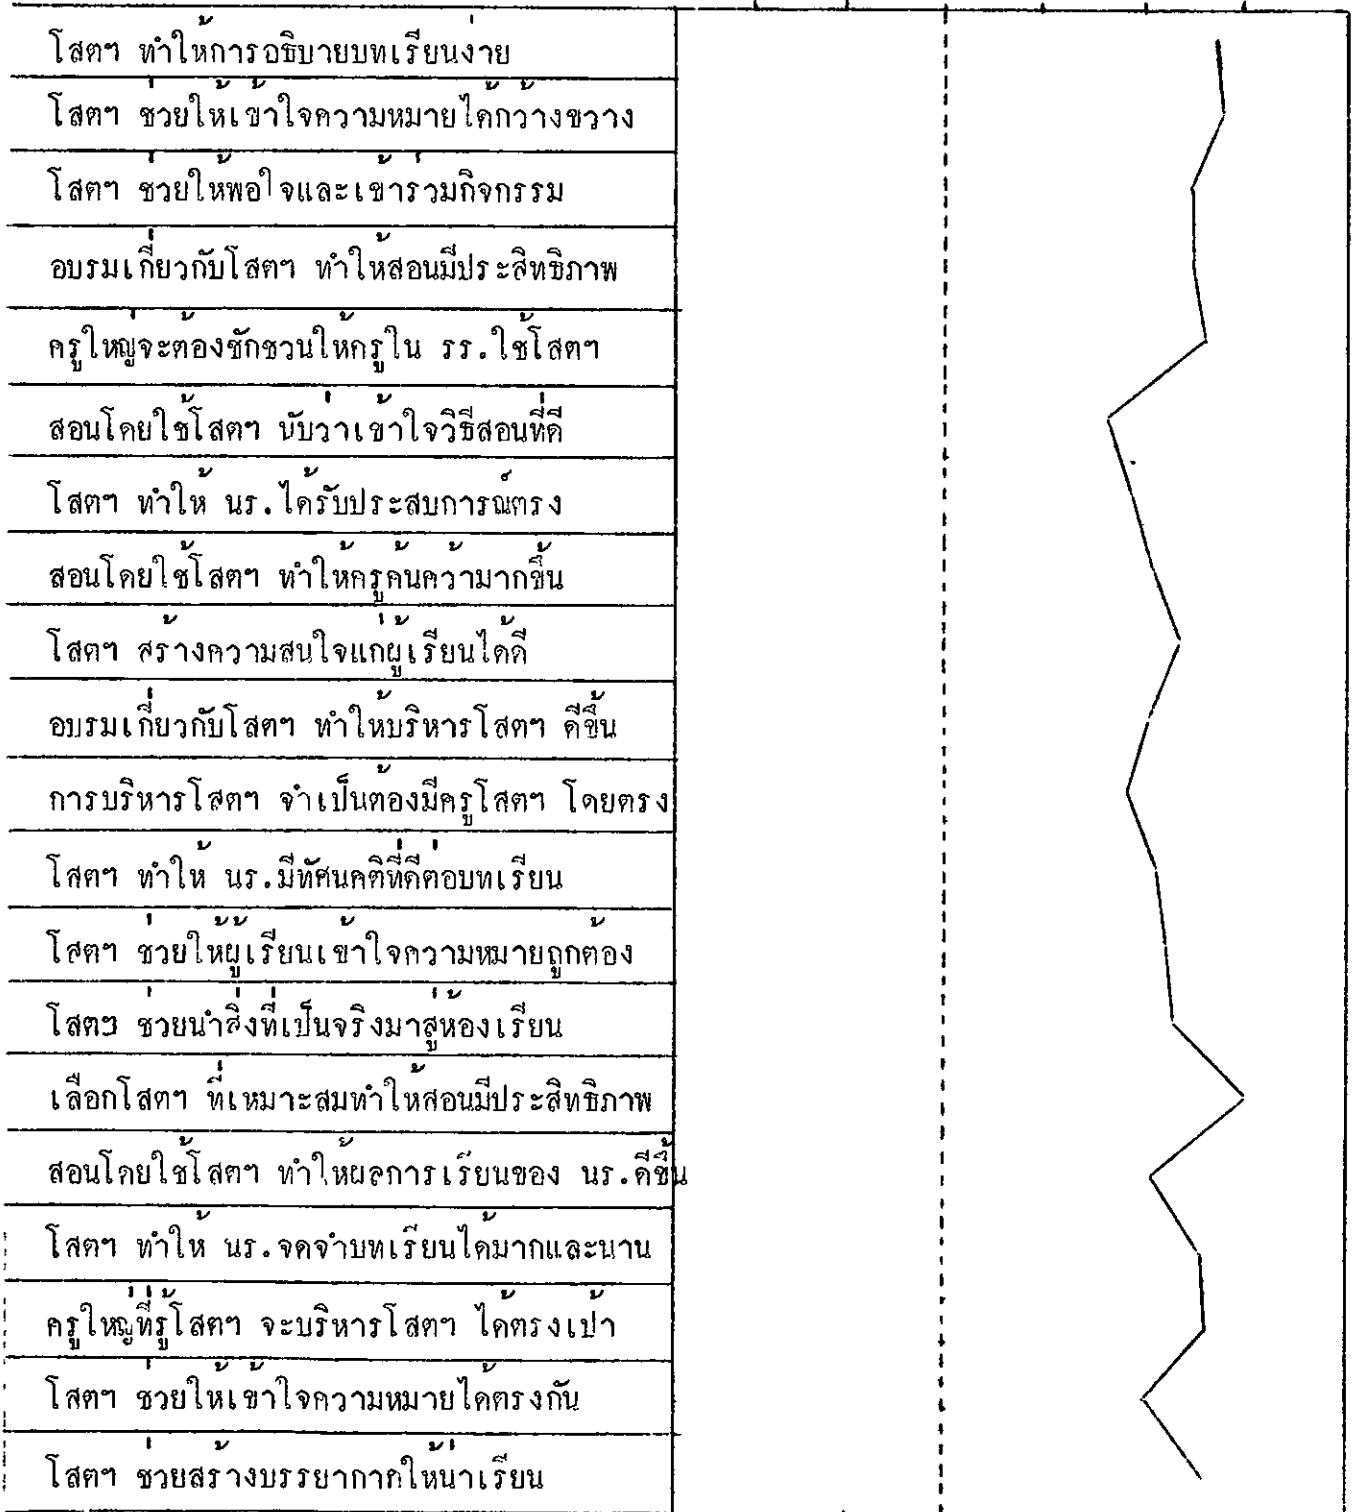 โสตฯ ทำให้การอธิบายบทเรียนง่าย
โสตฯ ช่วยให้เข้าใจความหมายได้กว้างขวาง
โสตฯ ช่วยให้พอใจและเข้าร่วมกิจกรรม
อบรมเกี่ยวกับโสตฯ ทำให้สอนมีประสิทธิภาพ
ครูใหญ่จะต้องชักชวนให้ครูใน รร.ใช้โสตฯ
สอนโดยใช้โสตฯ นับว่าเข้าใจวิธีสอนที่ดี
โสตฯ ทำให้ นร.ได้รับประสบการณ์ตรง
สอนโดยใช้โสตฯ ทำให้ครูค้นคว้ามากขึ้น
โสตฯ สร้างความสนใจแก่ผู้เรียนได้ดี
อบรมเกี่ยวกับโสตฯ ทำให้บริหารโสตฯ ดีขึ้น
การบริหารโสตฯ จำเป็นต้องมีครูโสตฯ โดยตรง
โสตฯ ทำให้ นร.มีทัศนคติที่ดีต่อบทเรียน
โสตฯ ช่วยให้ผู้เรียนเข้าใจความหมายถูกต้อง
โสตฯ ช่วยนำสิ่งที่เป็นจริงมาสู่ห้องเรียน
เลือกโสตฯ ที่เหมาะสมทำให้สอนมีประสิทธิภาพ
สอนโดยใช้โสตฯ ทำให้ผลการเรียนของ นร.ดีขึ้น
โสตฯ ทำให้ นร.จดจำบทเรียนได้มากและนาน
ครูใหญ่ที่รู้โสตฯ จะบริหารโสตฯ ได้ตรงเป้า
โสตฯ ช่วยให้เข้าใจความหมายได้ตรงกัน
โสตฯ ช่วยสร้างบรรยากาศให้น่าเรียน